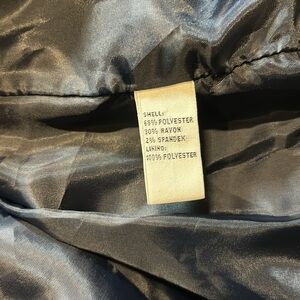 SHELL:
68% POLYESTER
30% RAYON
2% SPANDEX
LINING:
100% POLYESTER